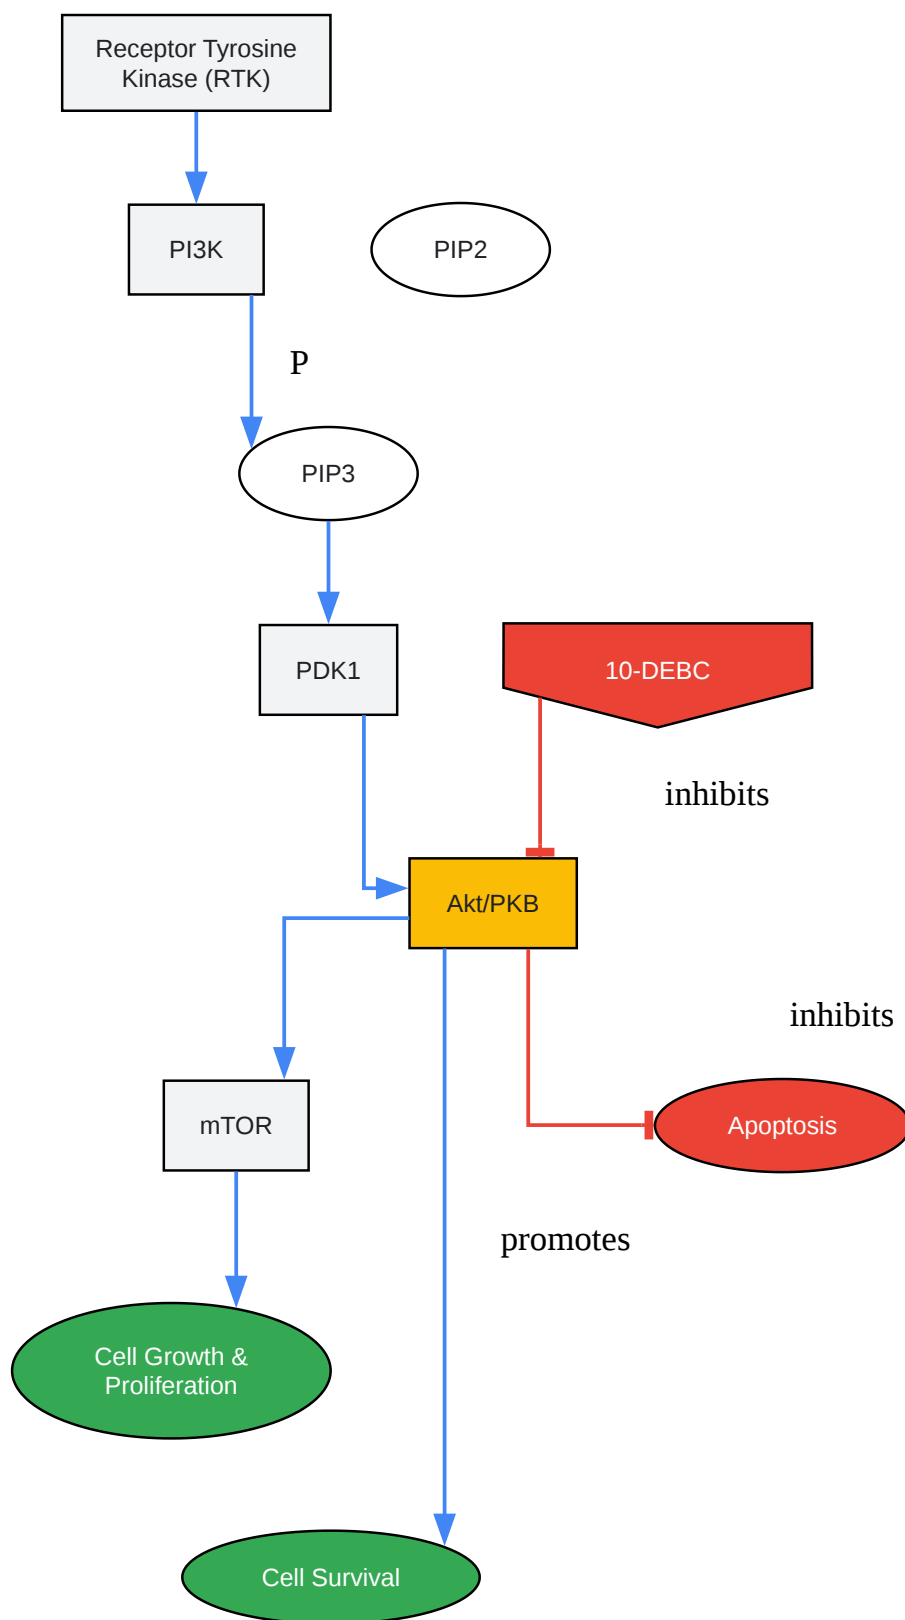 Receptor Tyrosine
Kinase (RTK)
PI3K
PIP2
P
PIP3
PDK1
10-DEBC
inhibits
Akt/PKB
inhibits
mTOR
Apoptosis
promotes
Cell Growth &
Proliferation
Cell Survival